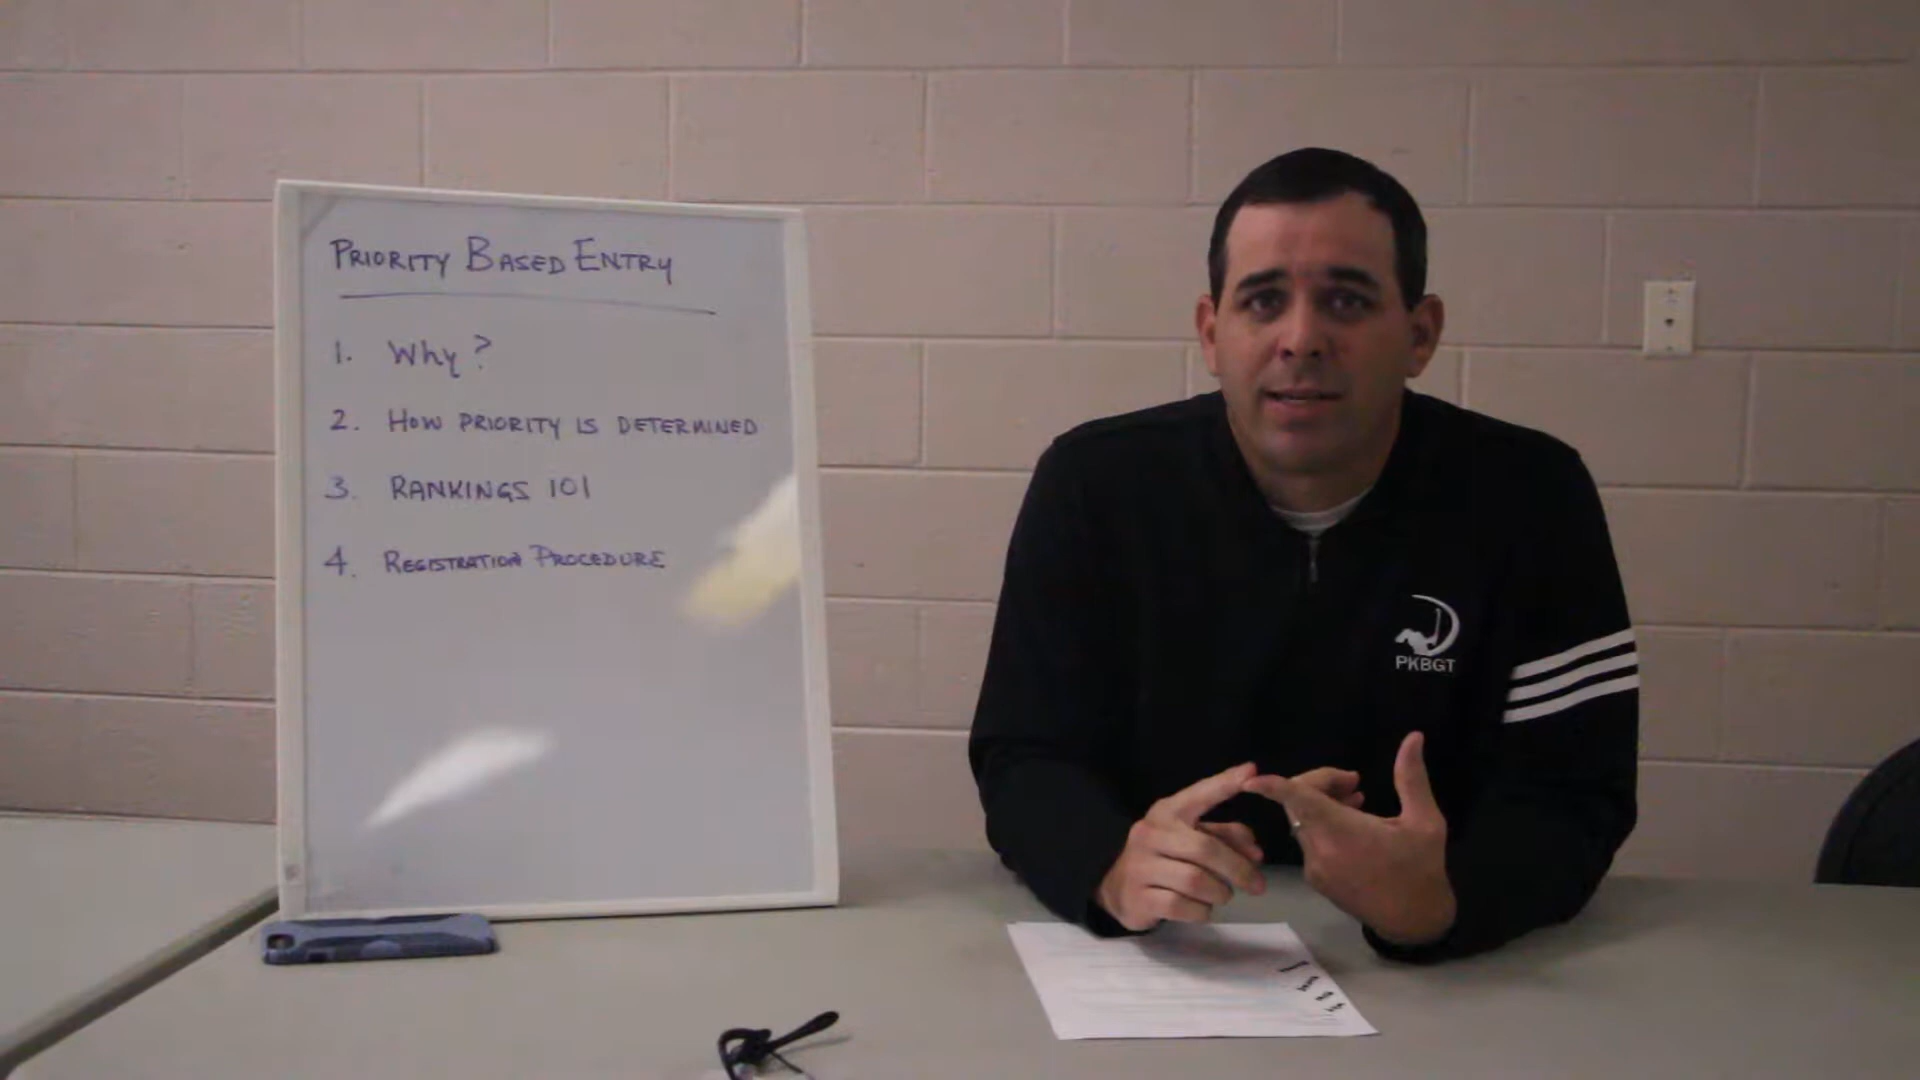 PRIORITY BASED ENTRY
1. Why?
2. HOW PRIORITY IS DETERMINED
3. RANKINGS 101
4. REGISTRATION PROCEDURE
PKBGT